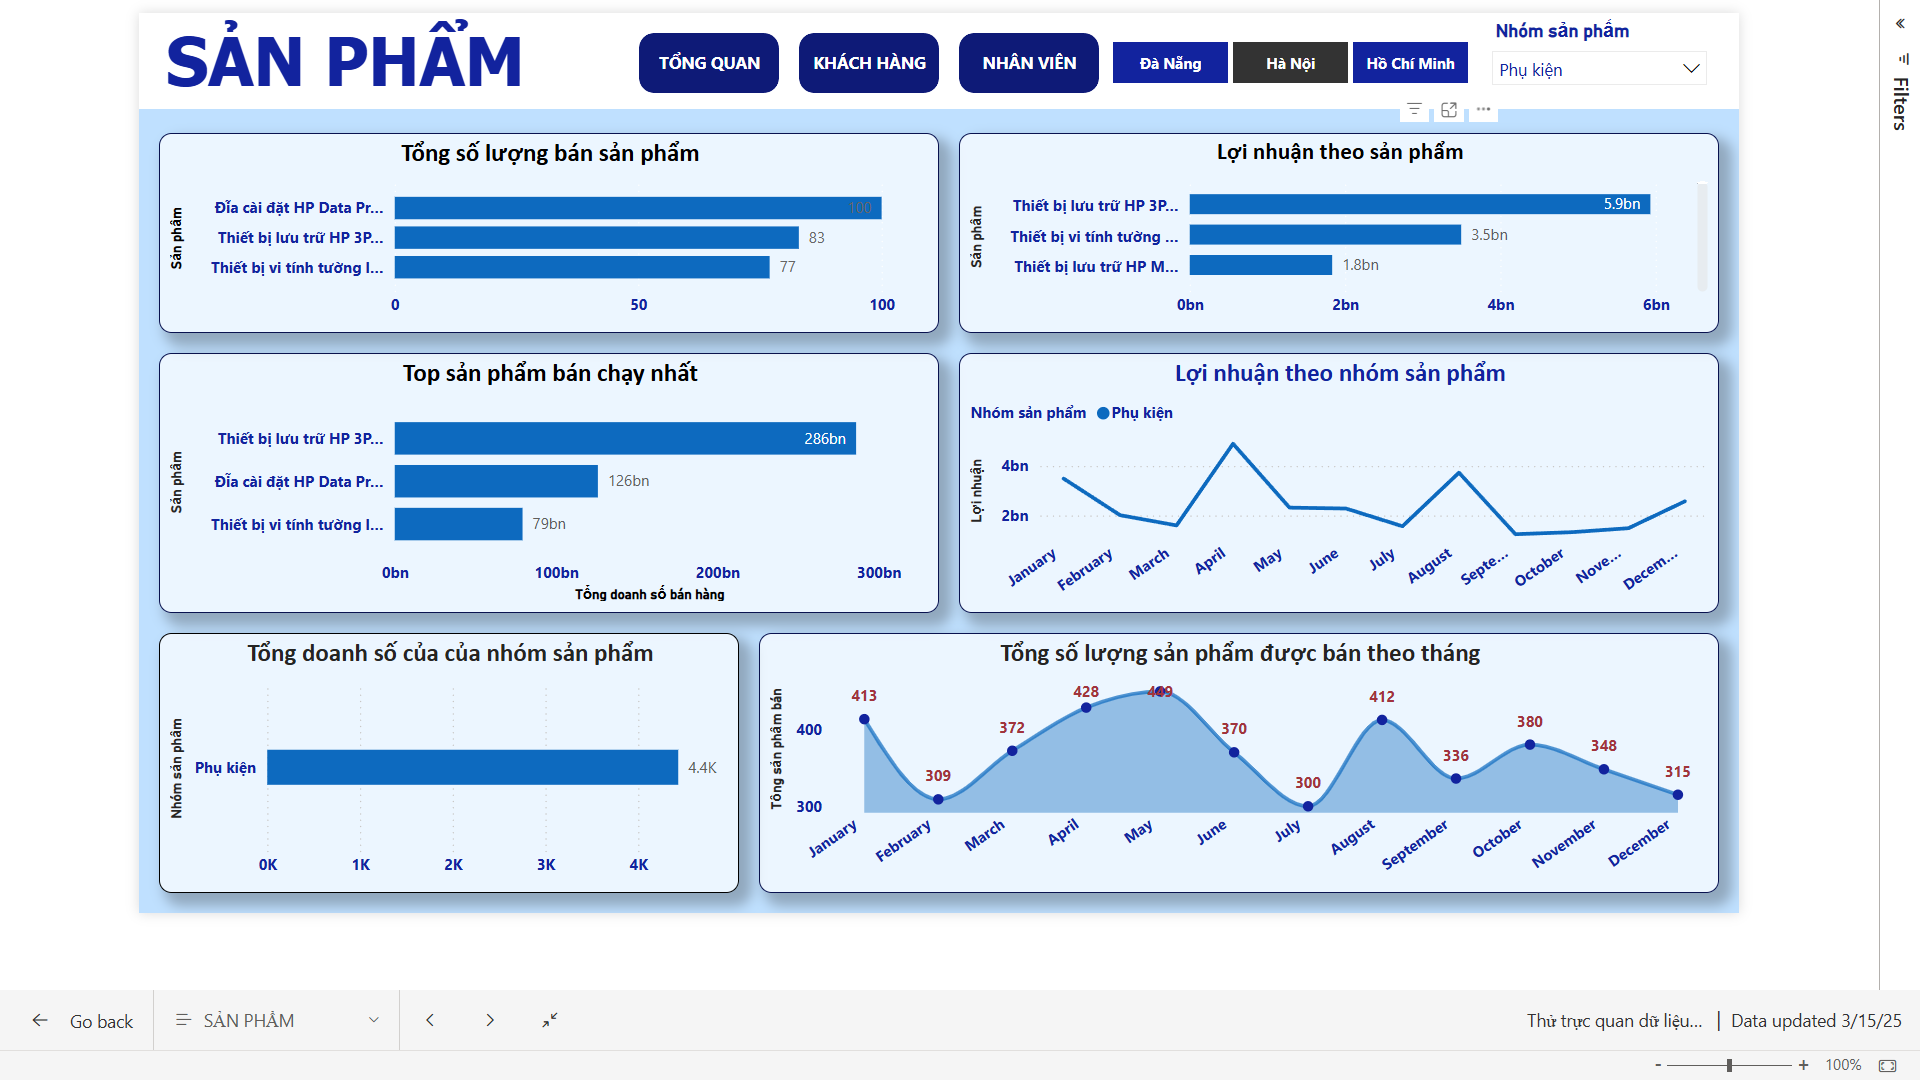 SẢN PHẨM
TỔNG QUAN
KHÁCH HÀNG
NHÂN VIÊN
Đà Nẵng
Hà Nội
Hồ Chí Minh
Nhóm sản phẩm
Phụ kiện
Filters
Tổng số lượng bán sản phẩm
Sản phẩm
Đĩa cài đặt HP Data Pr...
100
Thiết bị lưu trữ HP 3P...
83
Thiết bị vi tính tường l...
77
0
50
100
Lợi nhuận theo sản phẩm
Sản phẩm
Thiết bị lưu trữ HP 3P...
5.9bn
Thiết bị vi tính tường ...
3.5bn
Thiết bị lưu trữ HP M...
1.8bn
0bn
2bn
4bn
6bn
Top sản phẩm bán chạy nhất
Sản phẩm
Thiết bị lưu trữ HP 3P...
286bn
Đĩa cài đặt HP Data Pr...
126bn
Thiết bị vi tính tường l...
79bn
0bn
100bn
200bn
300bn
Tổng doanh số bán hàng
Lợi nhuận theo nhóm sản phẩm
Nhóm sản phẩm
Phụ kiện
Lợi nhuận
4bn
2bn
January
February
March
April
May
June
July
August
Septe...
October
Nove...
Decem...
Tổng doanh số của của nhóm sản phẩm
Nhóm sản phẩm
Phụ kiện
4.4K
0K
1K
2K
3K
4K
Tổng số lượng sản phẩm được bán theo tháng
Tổng sản phẩm bán
400
300
413
309
372
428
449
370
300
412
336
380
348
315
January
February
March
April
May
June
July
August
September
October
November
December
Go back
SẢN PHẨM
Thử trực quan dữ liệu...
| Data updated 3/15/25
- + 100%